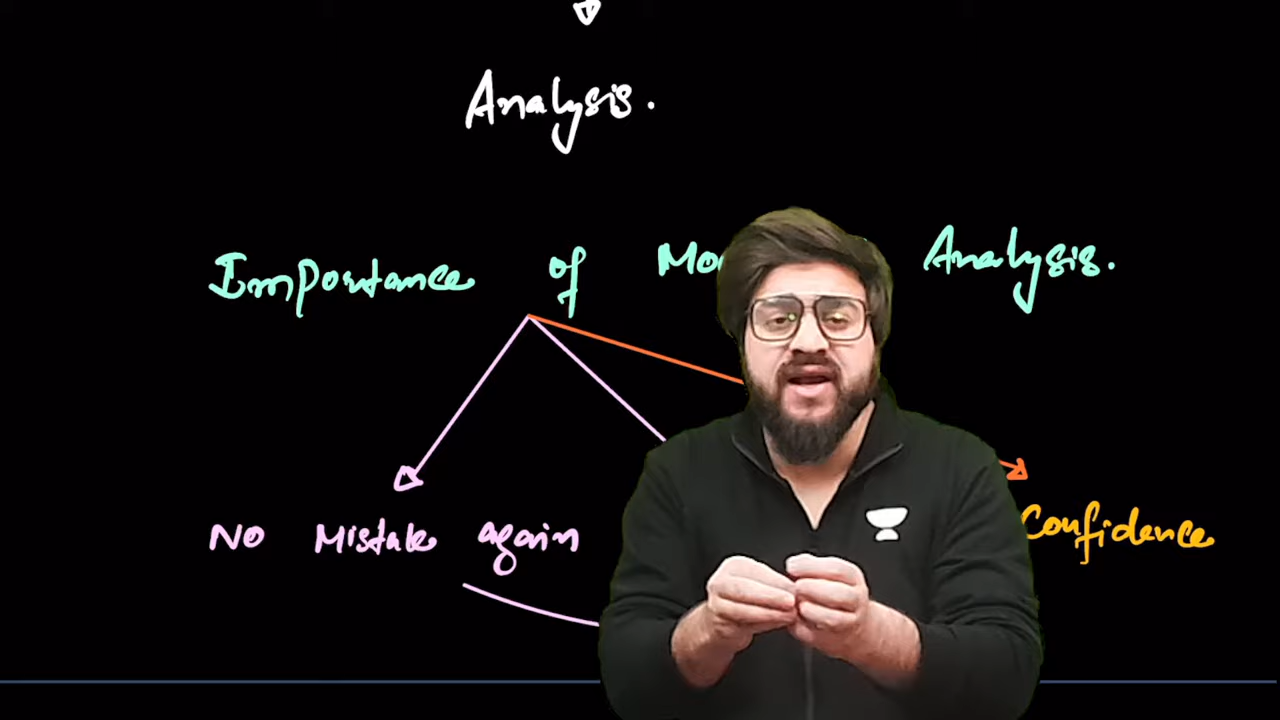 Analysis.
Importance of Mo Analysis.
No Mistake again Confidence